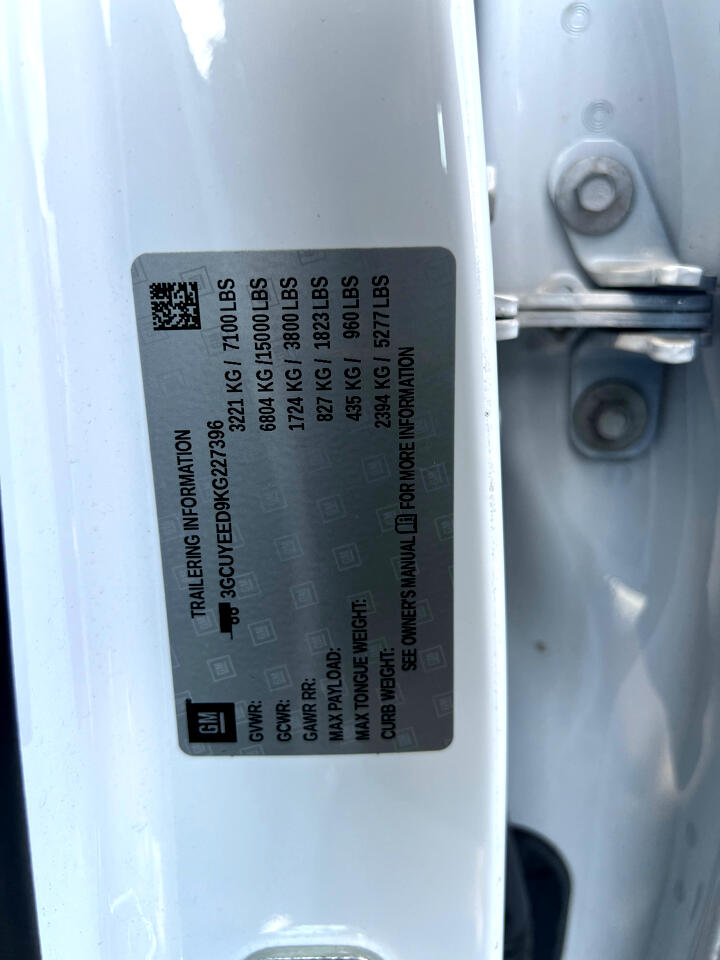 TRAILERING INFORMATION
3GCUYEED9KG227396
GM
GVWR: 3221 KG / 7100 LBS
GCWR: 6804 KG /15000 LBS
GAWR RR: 1724 KG / 3800 LBS
MAX PAYLOAD: 827 KG / 1823 LBS
MAX TONGUE WEIGHT: 435 KG / 960 LBS
CURB WEIGHT: 2394 KG / 5277 LBS
SEE OWNER'S MANUAL FOR MORE INFORMATION